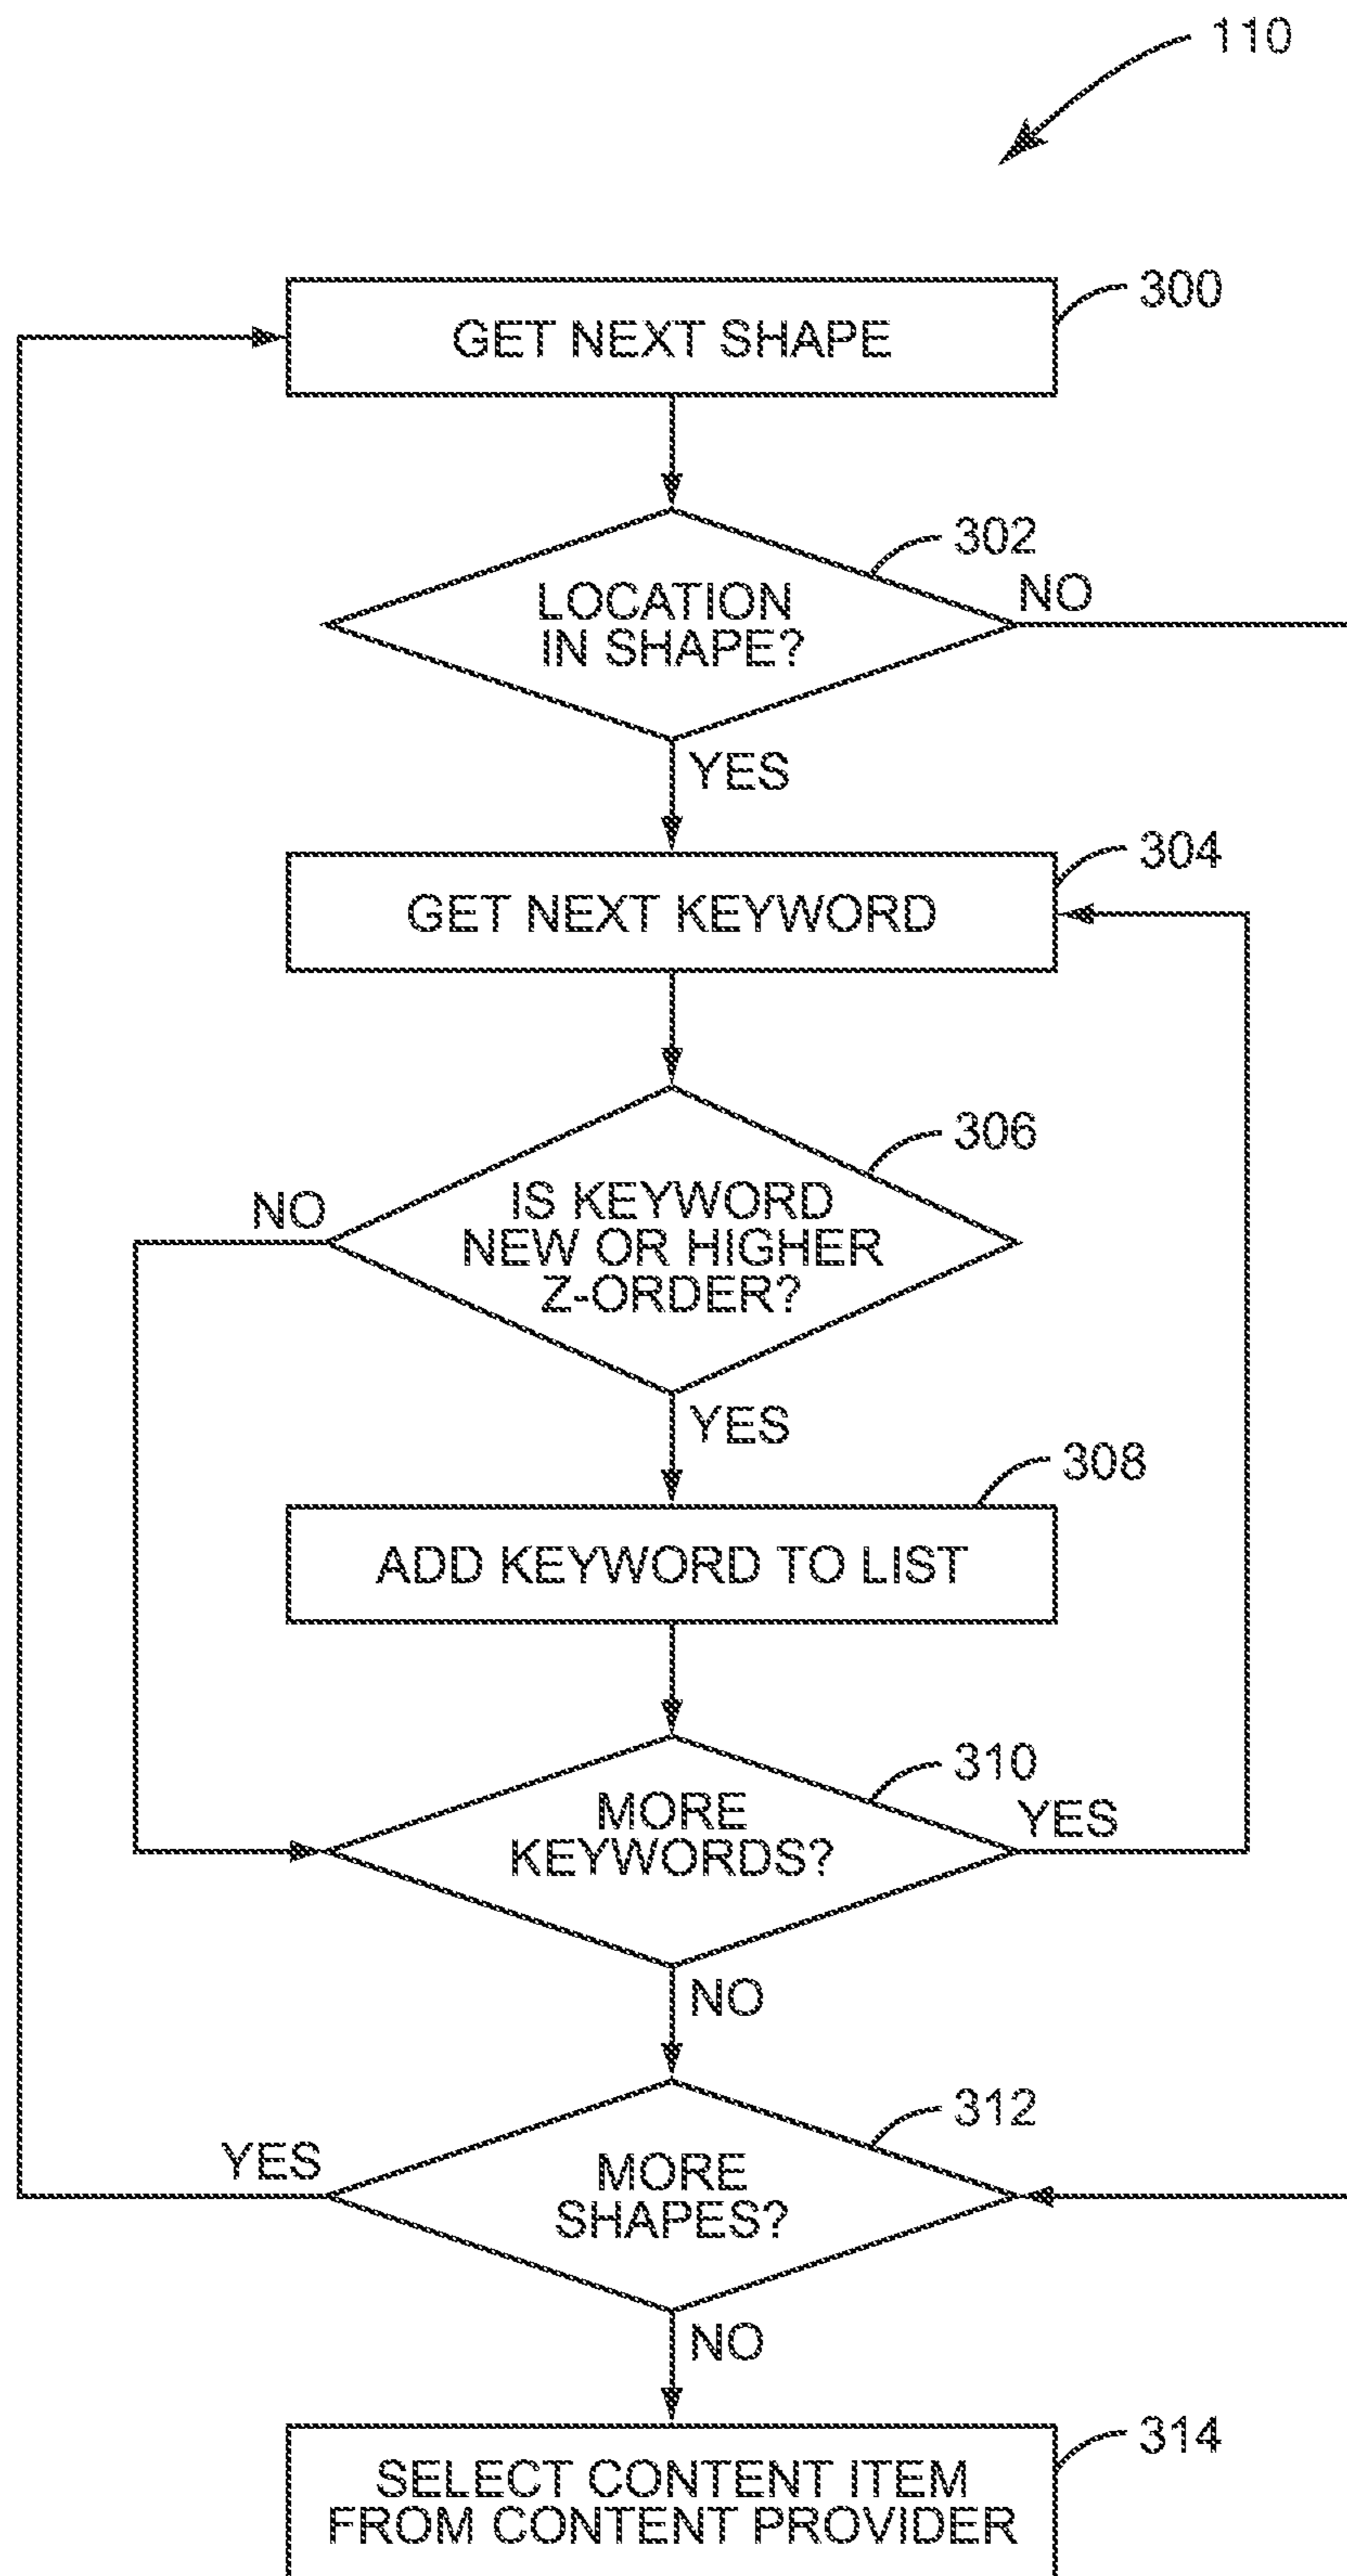 110
GET NEXT SHAPE
300
LOCATION
IN SHAPE?
302
NO
YES
GET NEXT KEYWORD
304
IS KEYWORD
NEW OR HIGHER
Z-ORDER?
306
NO
YES
ADD KEYWORD TO LIST
308
MORE
KEYWORDS?
310
YES
NO
MORE
SHAPES?
312
YES
NO
SELECT CONTENT ITEM
FROM CONTENT PROVIDER
314